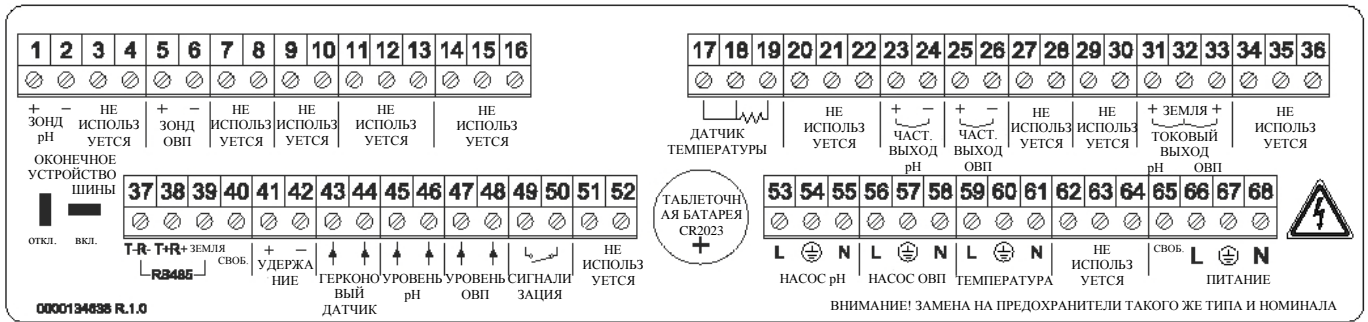 1 2 3 4 5 6 7 8 9 10 11 12 13 14 15 16
+ − ЗОНД pH
НЕ ИСПОЛЬЗ УЕТСЯ
+ − ЗОНД ОВП
НЕ ИСПОЛЬЗ УЕТСЯ
НЕ ИСПОЛЬЗ УЕТСЯ
НЕ ИСПОЛЬЗ УЕТСЯ
НЕ ИСПОЛЬЗ УЕТСЯ
17 18 19 20 21 22 23 24 25 26 27 28 29 30 31 32 33 34 35 36
ДАТЧИК ТЕМПЕРАТУРЫ
НЕ ИСПОЛЬЗ УЕТСЯ
+ − ЧАСТ. ВЫХОД pH
+ − ЧАСТ. ВЫХОД ОВП
НЕ ИСПОЛЬЗ УЕТСЯ
НЕ ИСПОЛЬЗ УЕТСЯ
+ ЗЕМЛЯ +
ТОКОВЫЙ ВЫХОД
pH ОВП
НЕ ИСПОЛЬЗ УЕТСЯ
ОКОНЕЧНОЕ
УСТРОЙСТВО
ШИНЫ
откл. вкл.
37 38 39 40 41 42 43 44 45 46 47 48 49 50 51 52
T-R- T+R+ ЗЕМЛЯ
RS485
СВОБ.
+ − УДЕРЖА НИЕ
ГЕРКОНО ВЫЙ ДАТЧИК
УРОВЕНЬ pH
УРОВЕНЬ ОВП
СИГНАЛИ ЗАЦИЯ
НЕ ИСПОЛЬЗ УЕТСЯ
ТАБЛЕТОЧН
АЯ БАТАРЕЯ
CR2023
+
53 54 55 56 57 58 59 60 61 62 63 64 65 66 67 68
L N НАСОС pH
L N НАСОС ОВП
L N ТЕМПЕРАТУРА
НЕ ИСПОЛЬЗ УЕТСЯ
СВОБ.
L N ПИТАНИЕ
0000134636 R.1.0
ВНИМАНИЕ! ЗАМЕНА НА ПРЕДОХРАНИТЕЛИ ТАКОГО ЖЕ ТИПА И НОМИНАЛА